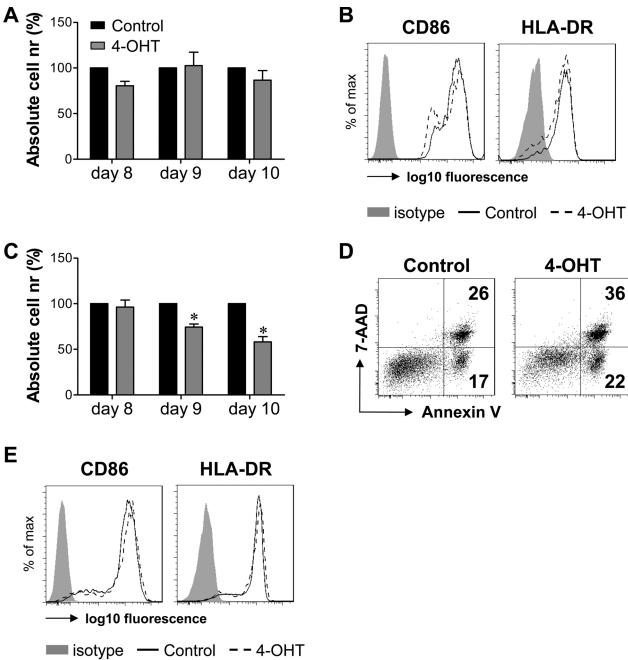 A
Absolute cell nr (%)
150
100
50
0
Control
4-OHT
day 8
day 9
day 10
B
CD86
HLA-DR
% of max
log10 fluorescence
isotype
Control
4-OHT
C
Absolute cell nr (%)
150
100
50
0
*
*
day 8
day 9
day 10
D
Control
4-OHT
26
36
7-AAD
17
22
Annexin V
E
CD86
HLA-DR
% of max
log10 fluorescence
isotype
Control
4-OHT